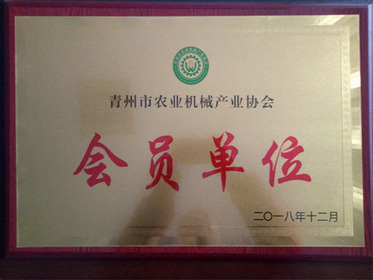 青州市农业机械产业协会
会员单位
二〇一八年十二月